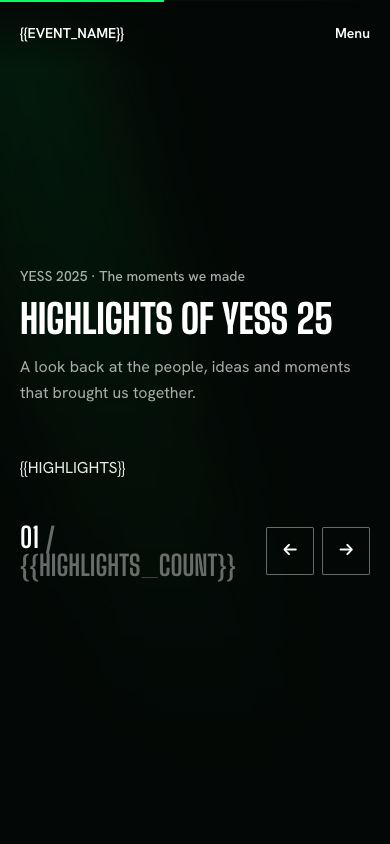 {{EVENT_NAME}}
Menu
YESS 2025 · The moments we made
HIGHLIGHTS OF YESS 25
A look back at the people, ideas and moments
that brought us together.
{{HIGHLIGHTS}}
01 /
{{HIGHLIGHTS_COUNT}}